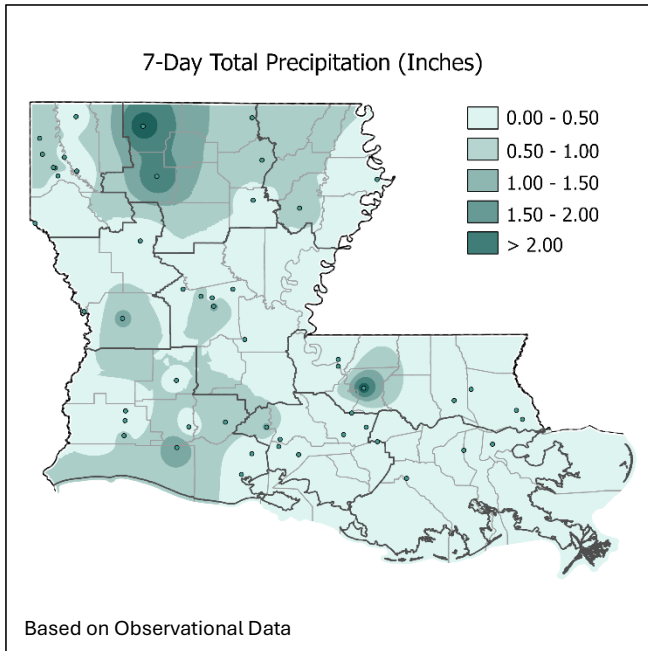 7-Day Total Precipitation (Inches)
0.00 - 0.50
0.50 - 1.00
1.00 - 1.50
1.50 - 2.00
> 2.00
Based on Observational Data